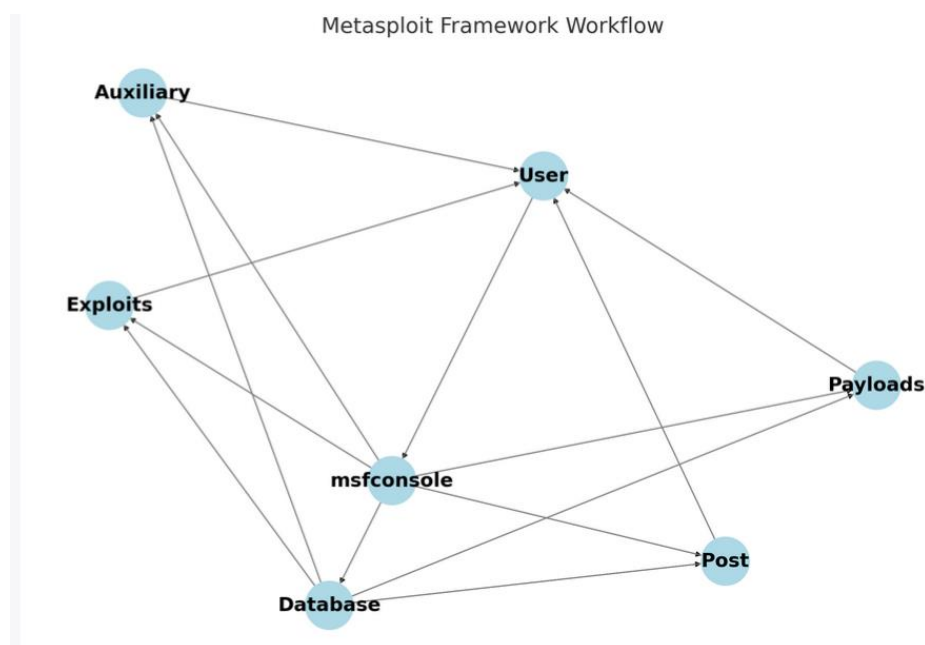 Metasploit Framework Workflow
Auxiliary
User
Exploits
Payloads
msfconsole
Post
Database